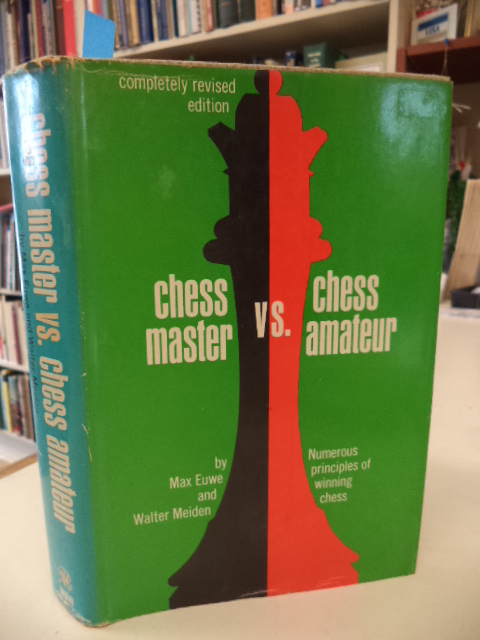 completely revised
edition
chess
master
vs.
chess
amateur
by
Max Euwe
and
Walter Meiden
Numerous
principles of
winning
chess
chess master vs. chess amateur